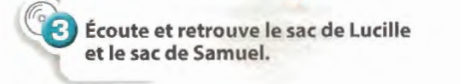 3 Écoute et retrouve le sac de Lucille
et le sac de Samuel.